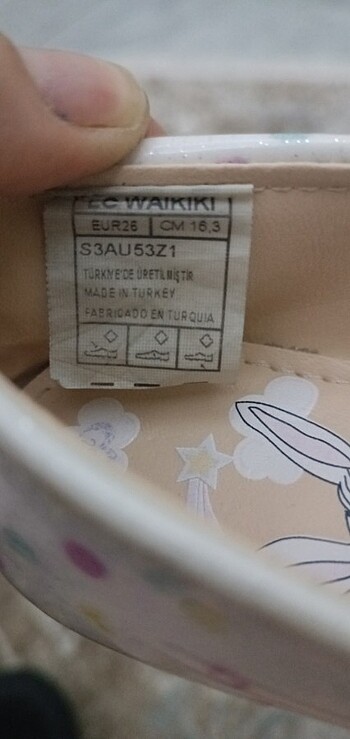 LC WAIKIKI
EUR26 CM 16,3
S3AU53Z1
TÜRKİYE'DE ÜRETİLMİŞTİR
MADE IN TURKEY
FABRICADO EN TURQUIA